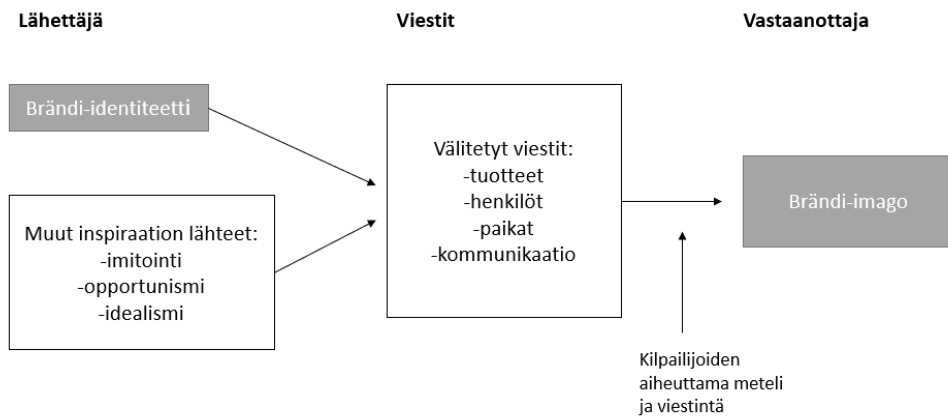 Lähettäjä
Viestit
Vastaanottaja
Brändi-identiteetti
Muut inspiraation lähteet:
-imitointi
-opportunismi
-idealismi
Välitetyt viestit:
-tuotteet
-henkilöt
-paikat
-kommunikaatio
Brändi-imago
Kilpailijoiden
aiheuttama meteli
ja viestintä